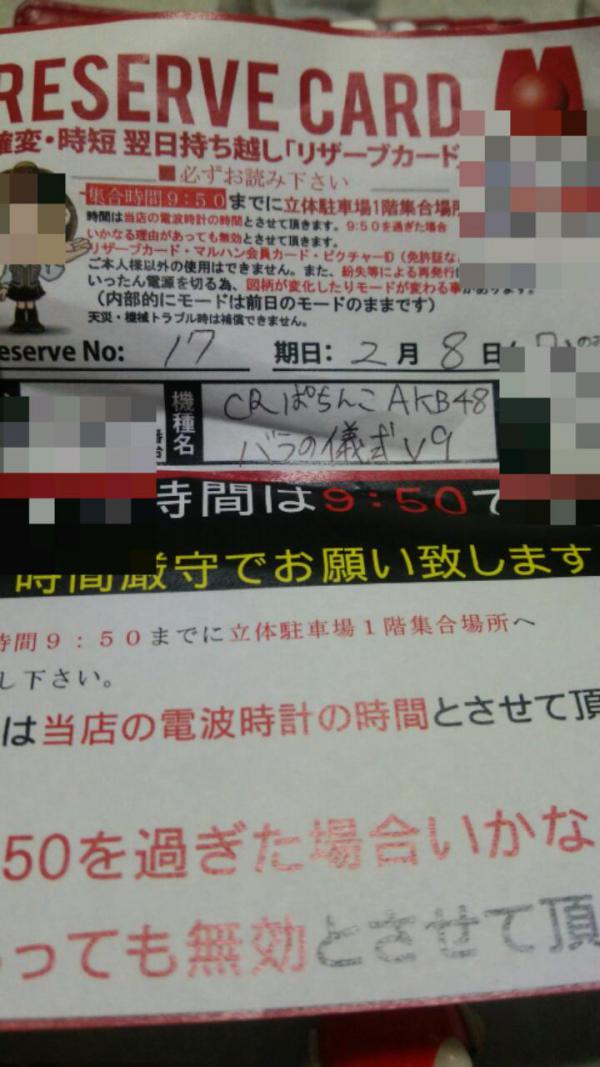 RESERVE CARD
確変・時短 翌日持ち越し「リザーブカード」
■必ずお読み下さい
集合時間9:50までに立体駐車場1階集合場所
時間は当店の電波時計の時間とさせて頂きます。9:50を過ぎた場合
いかなる理由があっても無効とさせて頂きます。
リザーブカード・マルハン会員カード・ピクチャーID(免許証な
ご本人様以外の使用はできません。また、紛失等による再発行
いったん電源を切る為、図柄が変化したりモードが変わる事があります。
(内部的にモードは前日のモードのままです)
天災・機械トラブル時は補償できません。
eserve No: 17 期日: 2月8日(日)
機種名 CRぱちんこAKB48
バラの儀式 V9
時間は9:50で
時間厳守でお願い致します
時間9:50までに立体駐車場1階集合場所へ
し下さい。
は当店の電波時計の時間とさせて頂
50を過ぎた場合いかな
っても無効とさせて頂